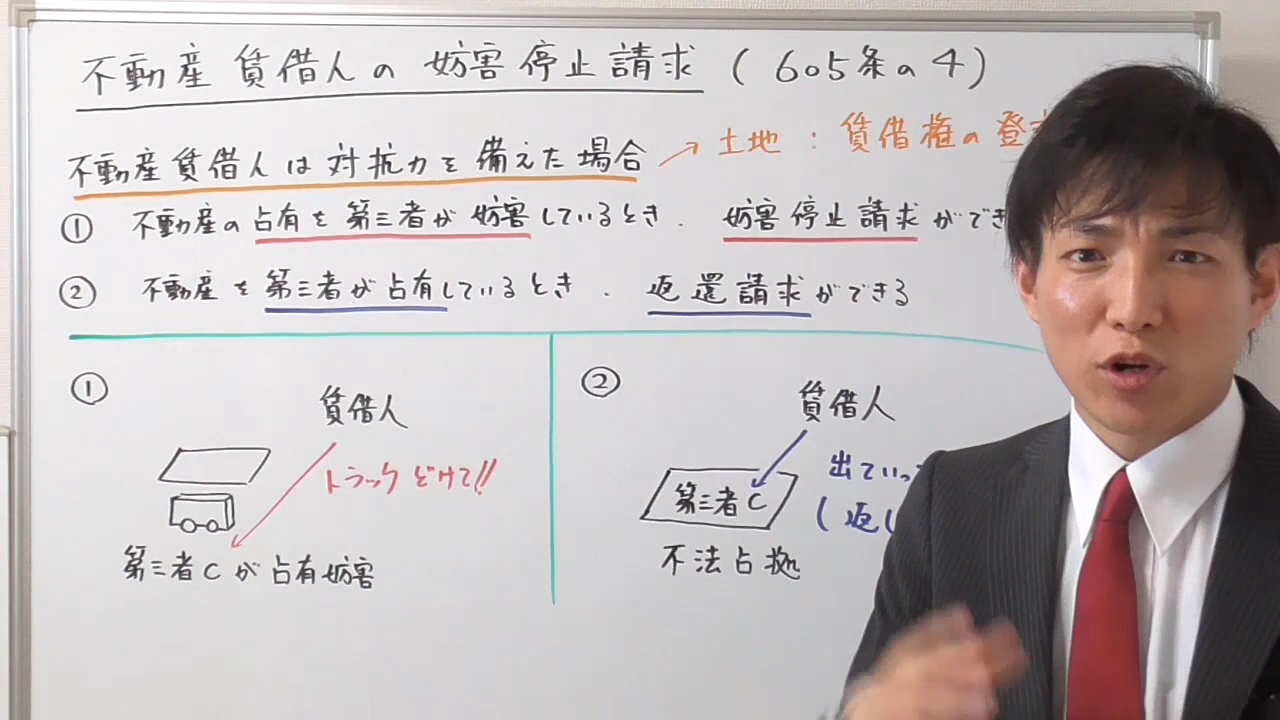 不動産賃借人の妨害停止請求(605条の4)
不動産賃借人は対抗力を備えた場合 → 土地:賃借権の登
① 不動産の占有を第三者が妨害しているとき. 妨害停止請求ができ
② 不動産を第三者が占有しているとき. 返還請求ができる
①
賃借人
トラックどけて!!
第三者Cが占有妨害
②
賃借人
出ていっ
第三者C
(返し
不法占拠